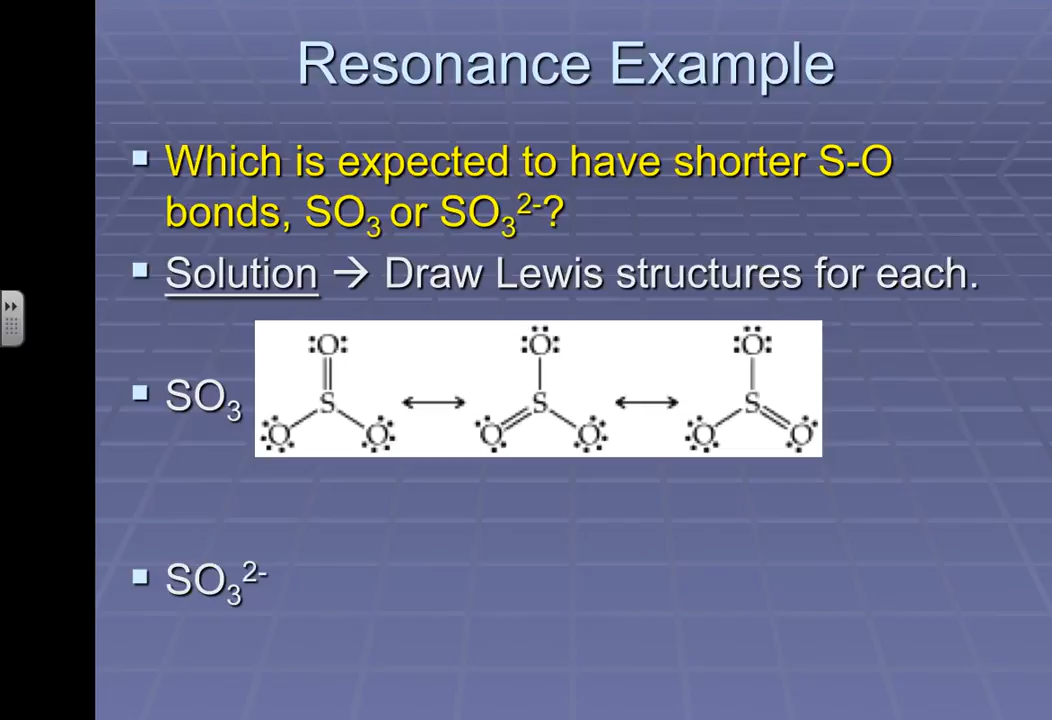 Resonance Example
▪ Which is expected to have shorter S-O
bonds, SO₃ or SO₃²⁻?
▪ Solution → Draw Lewis structures for each.
▪ SO₃
:O: :Ö: :Ö:
S ↔ S ↔ S
O O O O O O
▪ SO₃²⁻